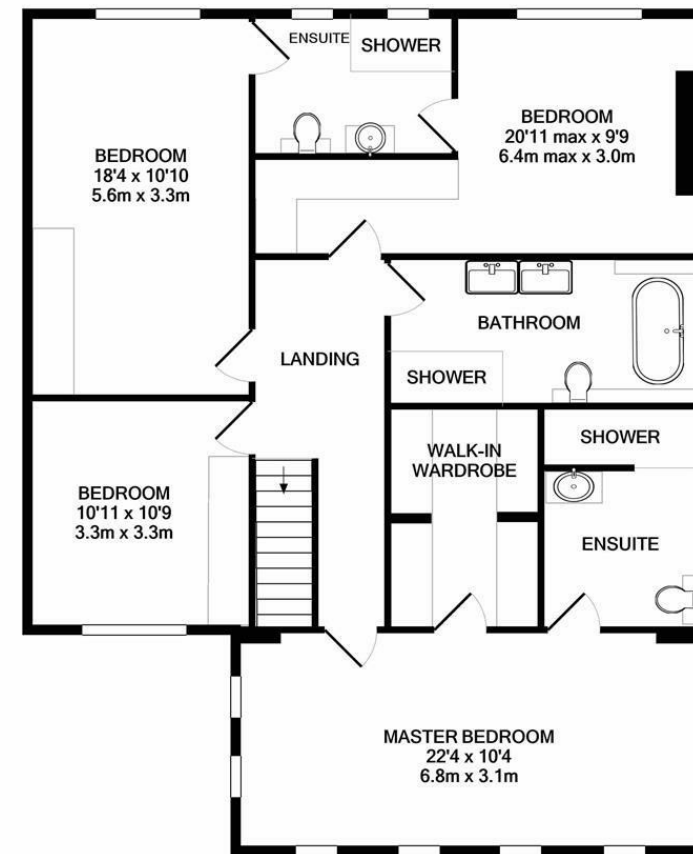 ENSUITE
SHOWER
BEDROOM
20'11 max x 9'9
6.4m max x 3.0m
BEDROOM
18'4 x 10'10
5.6m x 3.3m
BATHROOM
LANDING
SHOWER
WALK-IN
WARDROBE
SHOWER
BEDROOM
10'11 x 10'9
3.3m x 3.3m
ENSUITE
MASTER BEDROOM
22'4 x 10'4
6.8m x 3.1m